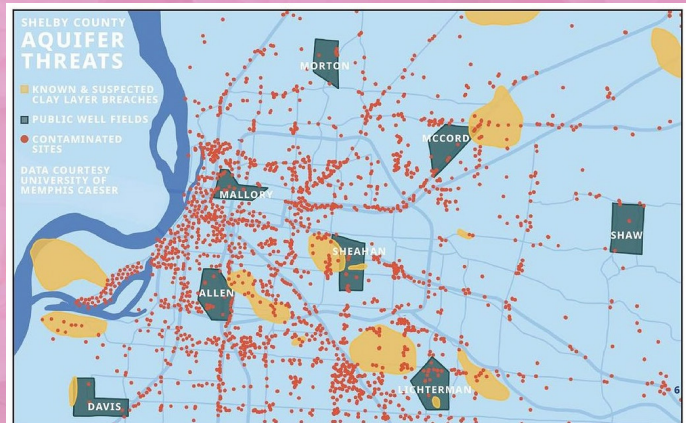 SHELBY COUNTY
AQUIFER
THREATS
KNOWN & SUSPECTED
CLAY LAYER BREACHES
PUBLIC WELL FIELDS
CONTAMINATED
SITES
DATA COURTESY
UNIVERSITY OF
MEMPHIS CAESER
MORTON
MCCORD
MALLORY
SHAW
SHEAHAN
ALLEN
LICHTERMAN
DAVIS
6